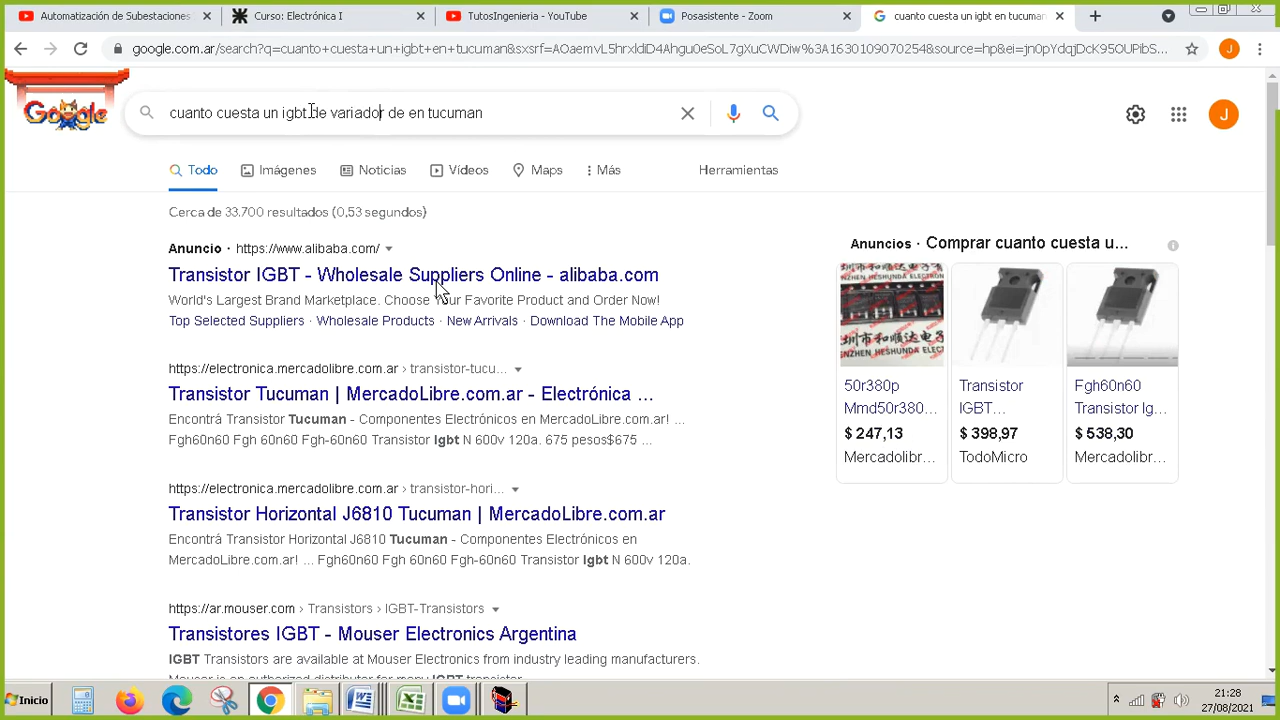 Automatización de Subestaciones
Curso: Electrónica I
TutosIngenieria - YouTube
Posasistente - Zoom
cuanto cuesta un igbt en tucuman
google.com.ar/search?q=cuanto+cuesta+un+igbt+en+tucuman&sxsrf=AOaemvL5hrxldiD4Ahgu0eSoL7gXuCWDiw%3A1630109070254&source=hp&ei=jn0pYdqjDcK95OUPibS...
J
Google
cuanto cuesta un igbt de variador de en tucuman
J
Todo
Imágenes
Noticias
Vídeos
Maps
Más
Herramientas
Cerca de 33.700 resultados (0,53 segundos)
Anuncio · https://www.alibaba.com/
Transistor IGBT - Wholesale Suppliers Online - alibaba.com
World's Largest Brand Marketplace. Choose Your Favorite Product and Order Now!
Top Selected Suppliers · Wholesale Products · New Arrivals · Download The Mobile App
https://electronica.mercadolibre.com.ar › transistor-tucu...
Transistor Tucuman | MercadoLibre.com.ar - Electrónica ...
Encontrá Transistor Tucuman - Componentes Electrónicos en MercadoLibre.com.ar! ...
Fgh60n60 Fgh 60n60 Fgh-60n60 Transistor Igbt N 600v 120a. 675 pesos$675 ...
https://electronica.mercadolibre.com.ar › transistor-hori...
Transistor Horizontal J6810 Tucuman | MercadoLibre.com.ar
Encontrá Transistor Horizontal J6810 Tucuman - Componentes Electrónicos en
MercadoLibre.com.ar! ... Fgh60n60 Fgh 60n60 Fgh-60n60 Transistor Igbt N 600v 120a.
https://ar.mouser.com › Transistors › IGBT-Transistors
Transistores IGBT - Mouser Electronics Argentina
IGBT Transistors are available at Mouser Electronics from industry leading manufacturers.
Anuncios · Comprar cuanto cuesta u...
50r380p
Mmd50r380...
$ 247,13
Mercadolibr...
Transistor
IGBT...
$ 398,97
TodoMicro
Fgh60n60
Transistor Ig...
$ 538,30
Mercadolibr...
Inicio
21:28
27/08/2021